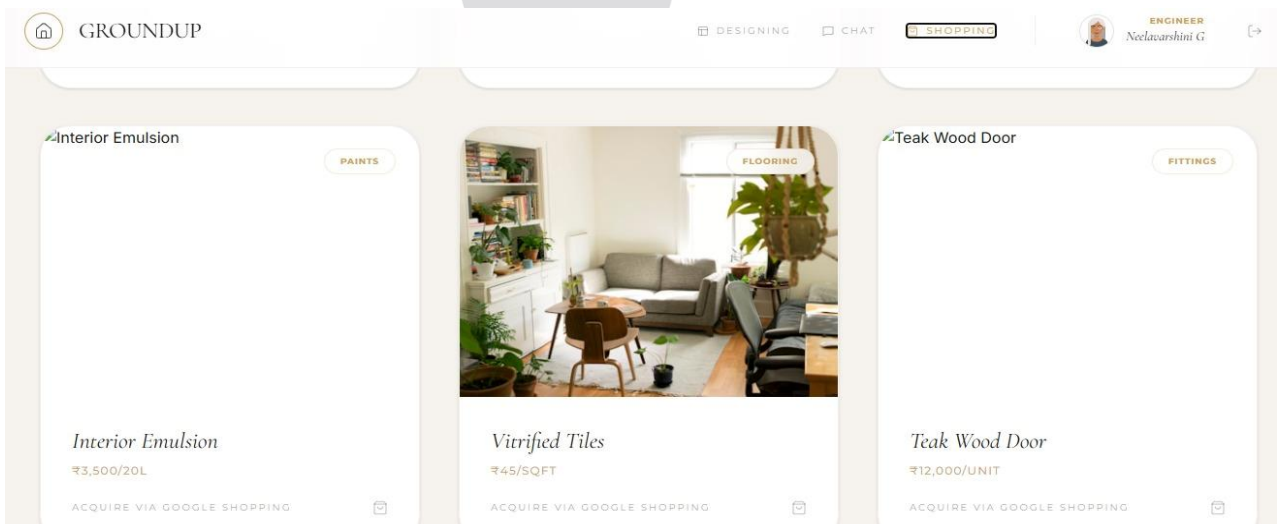 GROUNDUP
DESIGNING
CHAT
SHOPPING
ENGINEER
Neelavarshini G
Interior Emulsion
PAINTS
FLOORING
Teak Wood Door
FITTINGS
Interior Emulsion
₹3,500/20L
ACQUIRE VIA GOOGLE SHOPPING
Vitrified Tiles
₹45/SQFT
ACQUIRE VIA GOOGLE SHOPPING
Teak Wood Door
₹12,000/UNIT
ACQUIRE VIA GOOGLE SHOPPING